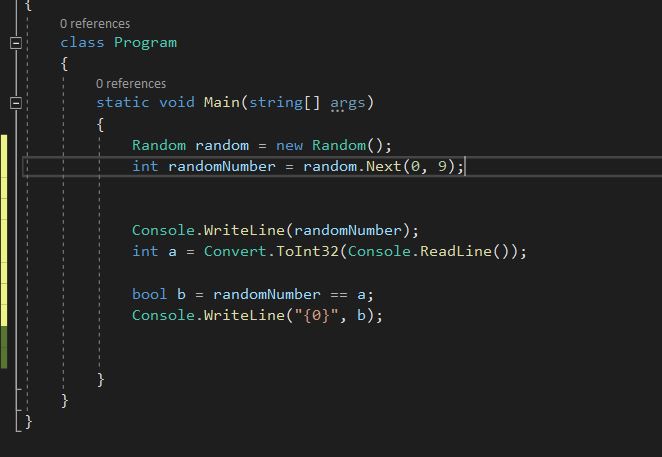 {
0 references
class Program
{
0 references
static void Main(string[] args)
{
Random random = new Random();
int randomNumber = random.Next(0, 9);
Console.WriteLine(randomNumber);
int a = Convert.ToInt32(Console.ReadLine());
bool b = randomNumber == a;
Console.WriteLine("{0}", b);
}
}
}